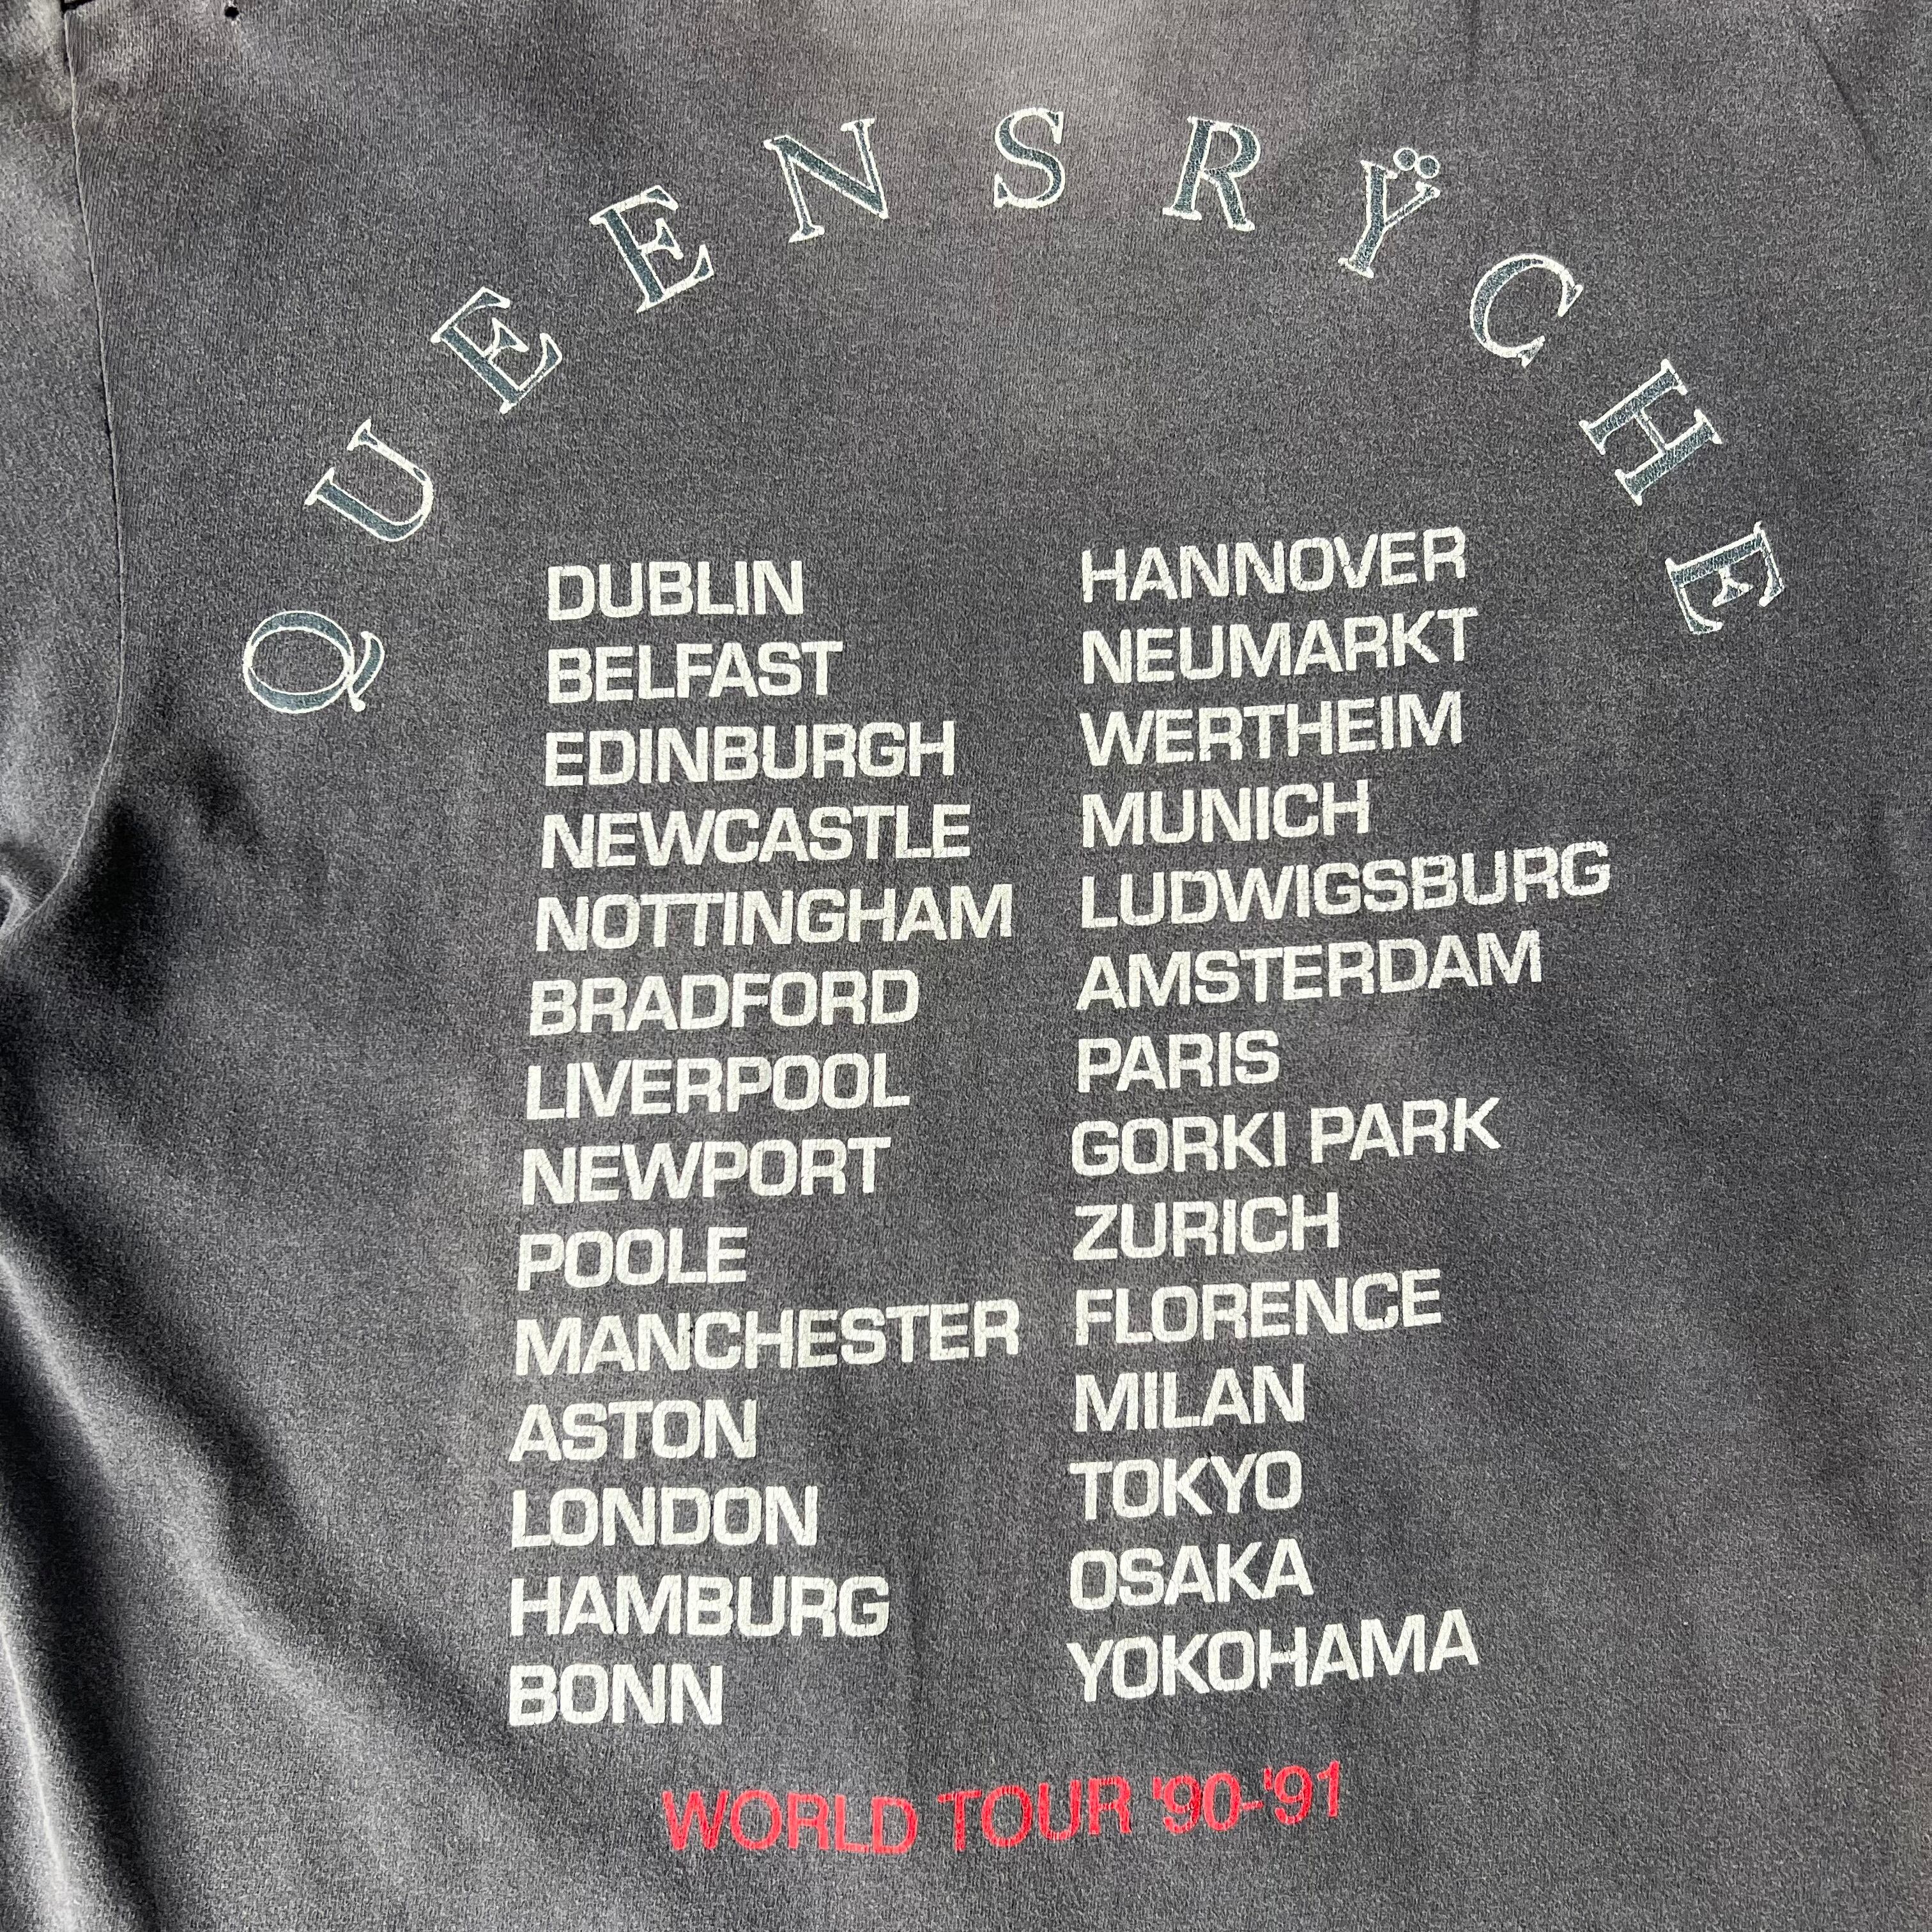 QUEENSRŸCHE
DUBLIN
BELFAST
EDINBURGH
NEWCASTLE
NOTTINGHAM
BRADFORD
LIVERPOOL
NEWPORT
POOLE
MANCHESTER
ASTON
LONDON
HAMBURG
BONN
HANNOVER
NEUMARKT
WERTHEIM
MUNICH
LUDWIGSBURG
AMSTERDAM
PARIS
GORKI PARK
ZURICH
FLORENCE
MILAN
TOKYO
OSAKA
YOKOHAMA
WORLD TOUR '90-'91